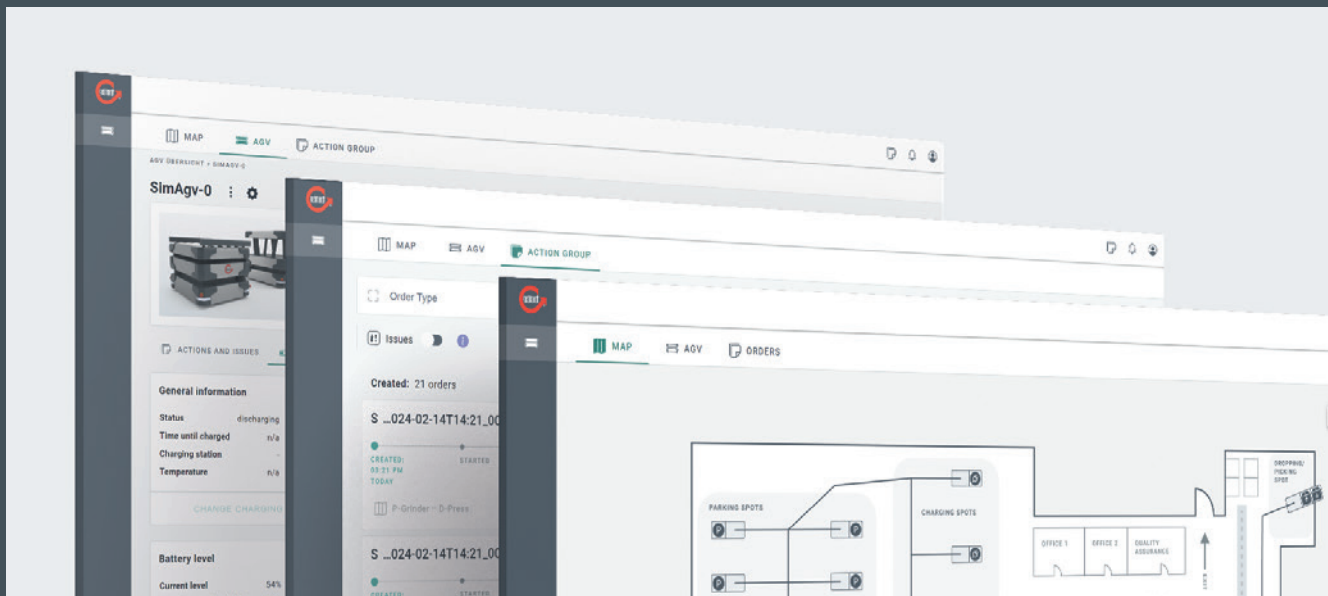 MAP
AGV
ACTION GROUP
AGV ÜBERSICHT > SIMAGV-0
SimAgv-0
ACTIONS AND ISSUES
General information
Status discharging
Time until charged n/a
Charging station -
Temperature n/a
CHANGE CHARGING
Battery level
Current level 54%
MAP
AGV
ACTION GROUP
Order Type
Issues
Created: 21 orders
S ...024-02-14T14:21_00
CREATED: STARTED
03:21 PM
TODAY
P-Grinder – D-Press
S ...024-02-14T14:21_00
CREATED: STARTED
MAP
AGV
ORDERS
PARKING SPOTS
P P
P P
CHARGING SPOTS
OFFICE 1
OFFICE 2
QUALITY
ASSURANCE
DROPPING/
PICKING
SPOT